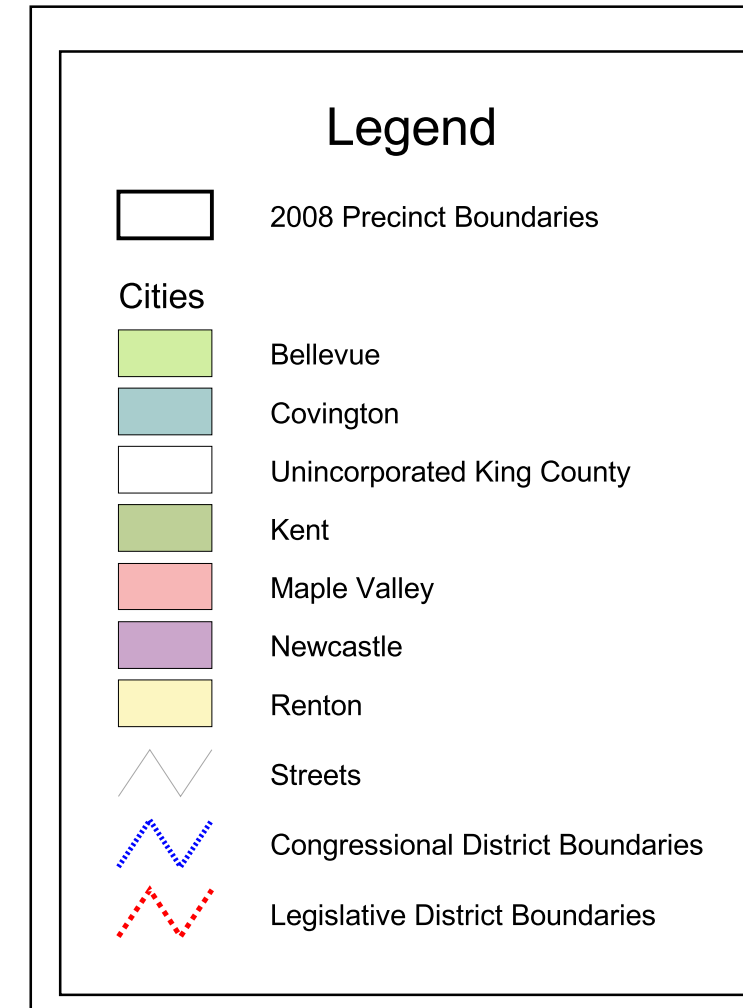 Legend
2008 Precinct Boundaries
Cities
Bellevue
Covington
Unincorporated King County
Kent
Maple Valley
Newcastle
Renton
Streets
Congressional District Boundaries
Legislative District Boundaries